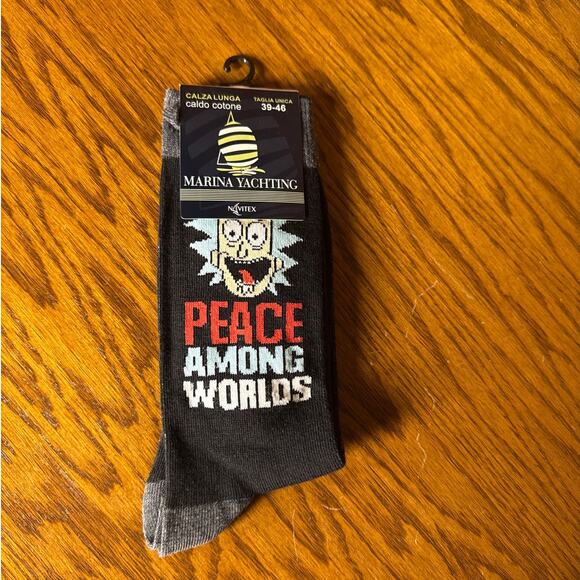 CALZA LUNGA
caldo cotone
TAGLIA UNICA
39-46
MARINA YACHTING
NOVITEX
PEACE
AMONG
WORLDS